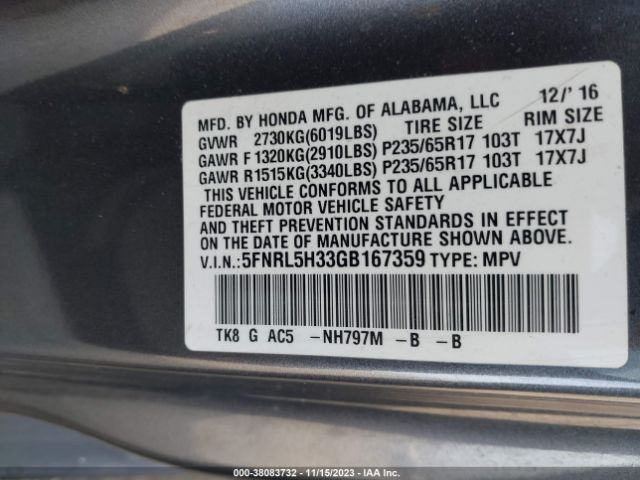 MFD. BY HONDA MFG. OF ALABAMA, LLC 12/' 16
GVWR 2730KG(6019LBS) TIRE SIZE RIM SIZE
GAWR F 1320KG(2910LBS) P235/65R17 103T 17X7J
GAWR R1515KG(3340LBS) P235/65R17 103T 17X7J
THIS VEHICLE CONFORMS TO ALL APPLICABLE
FEDERAL MOTOR VEHICLE SAFETY
AND THEFT PREVENTION STANDARDS IN EFFECT
ON THE DATE OF MANUFACTURE SHOWN ABOVE.
V.I.N.:5FNRL5H33GB167359 TYPE: MPV
TK8 G AC5 -NH797M -B -B
000-38083732 - 11/15/2023 - IAA Inc.